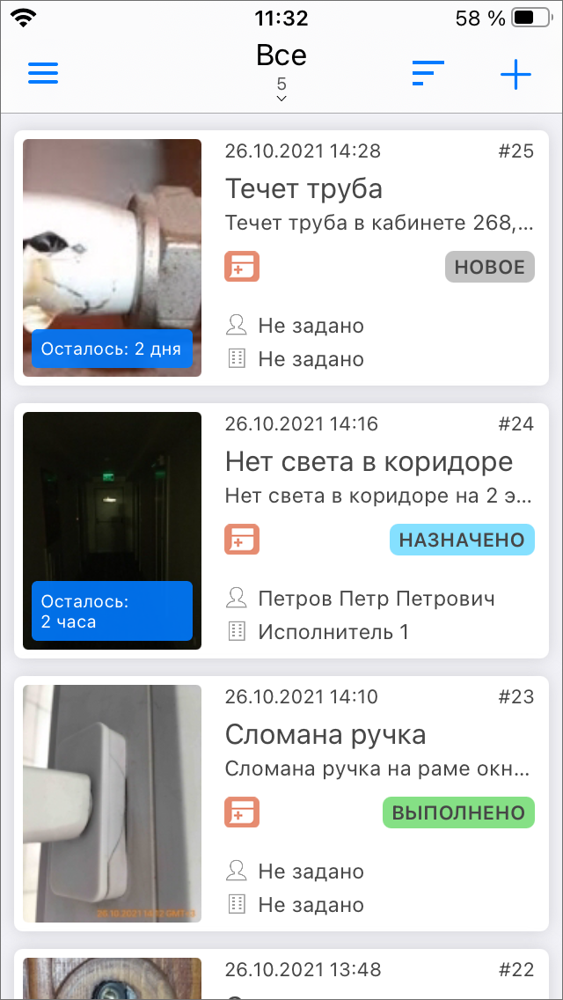 11:32
58 %
Все
5
26.10.2021 14:28
#25
Течет труба
Течет труба в кабинете 268,...
НОВОЕ
Осталось: 2 дня
Не задано
Не задано
26.10.2021 14:16
#24
Нет света в коридоре
Нет света в коридоре на 2 э...
НАЗНАЧЕНО
Осталось:
2 часа
Петров Петр Петрович
Исполнитель 1
26.10.2021 14:10
#23
Сломана ручка
Сломана ручка на раме окн...
ВЫПОЛНЕНО
Не задано
Не задано
26.10.2021
26.10.2021 13:48
#22